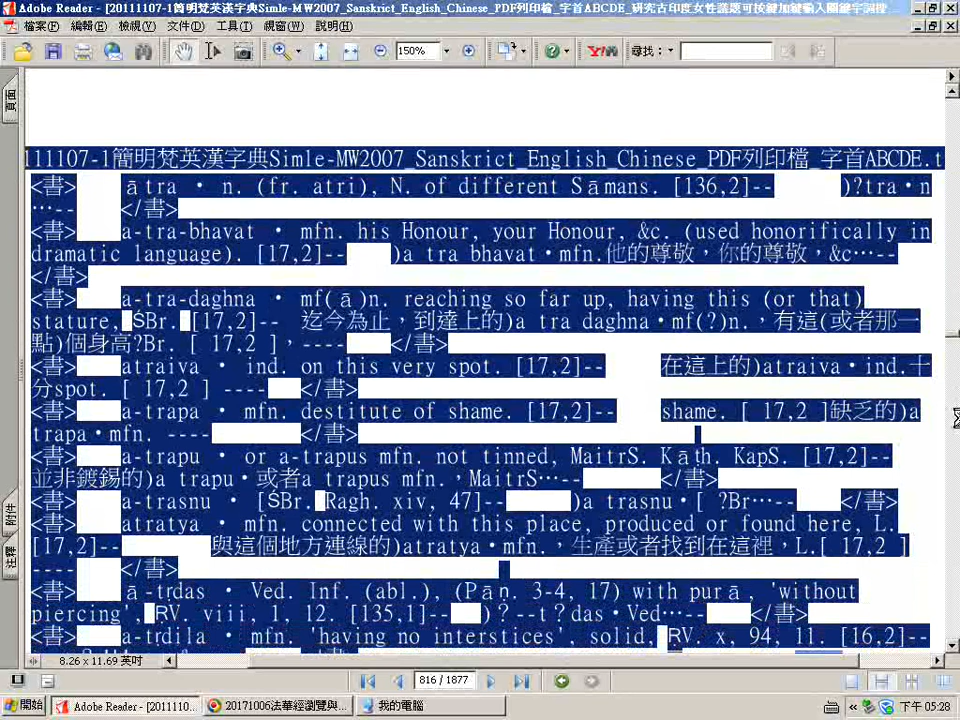 Adobe Reader - [20111107-1簡明梵英漢字典Simle-MW2007_Sanskrict_English_Chinese_PDF列印檔_字首ABCDE_研究古印度女性議題可按鍵加鍵輸入關鍵字詞搜
檔案(F) 編輯(E) 檢視(V) 文件(D) 工具(T) 視窗(W) 說明(H)
150% 尋找：
頁面
111107-1簡明梵英漢字典Simle-MW2007_Sanskrict_English_Chinese_PDF列印檔_字首ABCDE.t
<書> ātra · n. (fr. atri), N. of different Sāmans. [136,2]-- )?tra·n
…-- </書>
<書> a-tra-bhavat · mfn. his Honour, your Honour, &c. (used honorifically in
dramatic language). [17,2]-- )a tra bhavat·mfn.他的尊敬，你的尊敬，&c…--
</書>
<書> a-tra-daghna · mf(ā)n. reaching so far up, having this (or that)
stature, ŚBr. [17,2]-- 迄今為止，到達上的)a tra daghna·mf(?)n.，有這(或者那一
點)個身高?Br. [ 17,2 ]，---- </書>
<書> atraiva · ind. on this very spot. [17,2]-- 在這上的)atraiva·ind.十
分spot. [ 17,2 ] ---- </書>
<書> a-trapa · mfn. destitute of shame. [17,2]-- shame. [ 17,2 ]缺乏的)a
trapa·mfn. ---- </書>
<書> a-trapu · or a-trapus mfn. not tinned, MaitrS. Kāth. KapS. [17,2]--
並非鍍錫的)a trapu·或者a trapus mfn.，MaitrS…-- </書>
<書> a-trasnu · [ŚBr. Ragh. xiv, 47]-- )a trasnu·[ ?Br…-- </書>
<書> atratya · mfn. connected with this place, produced or found here, L.
[17,2]-- 與這個地方連線的)atratya·mfn.，生產或者找到在這裡，L.[ 17,2 ]
---- </書>
<書> ā-tṛdas · Ved. Inf. (abl.), (Pāṇ. 3-4, 17) with purā, 'without
piercing', RV. viii, 1, 12. [135,1]-- )？--t？das·Ved…-- </書>
<書> a-tṛdila · mfn. 'having no interstices', solid, RV. x, 94, 11. [16,2]--
附件
注釋
8.26 x 11.69 英吋
816 / 1877
開始 Adobe Reader - [2011110... 20171006法華經瀏覽與... 我的電腦 下午 05:28